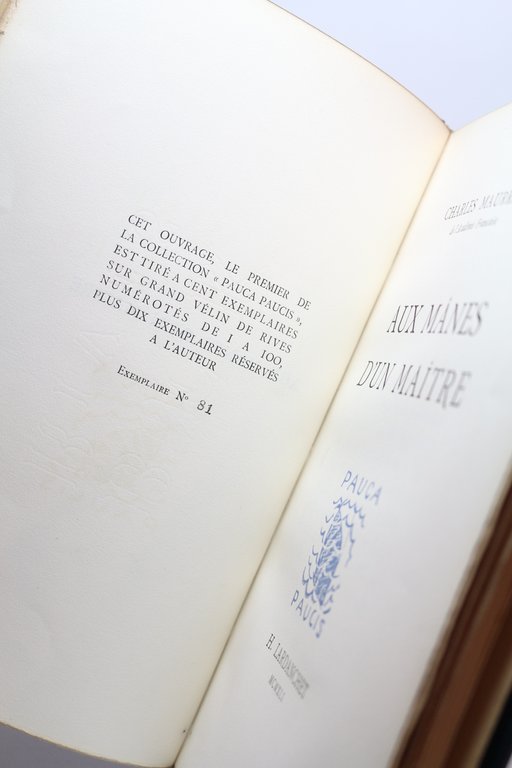 CET OUVRAGE, LE PREMIER DE
LA COLLECTION « PAUCA PAUCIS »,
EST TIRÉ A CENT EXEMPLAIRES
SUR GRAND VÉLIN DE RIVES
NUMÉROTÉS DE 1 A 100,
PLUS DIX EXEMPLAIRES RÉSERVÉS
A L'AUTEUR
EXEMPLAIRE Nº 81
CHARLES MAURR
de l'Académie Française
AUX MÂNES
D'UN MAÎTRE
PAUCA
PAUCIS
H. LARDANCHET